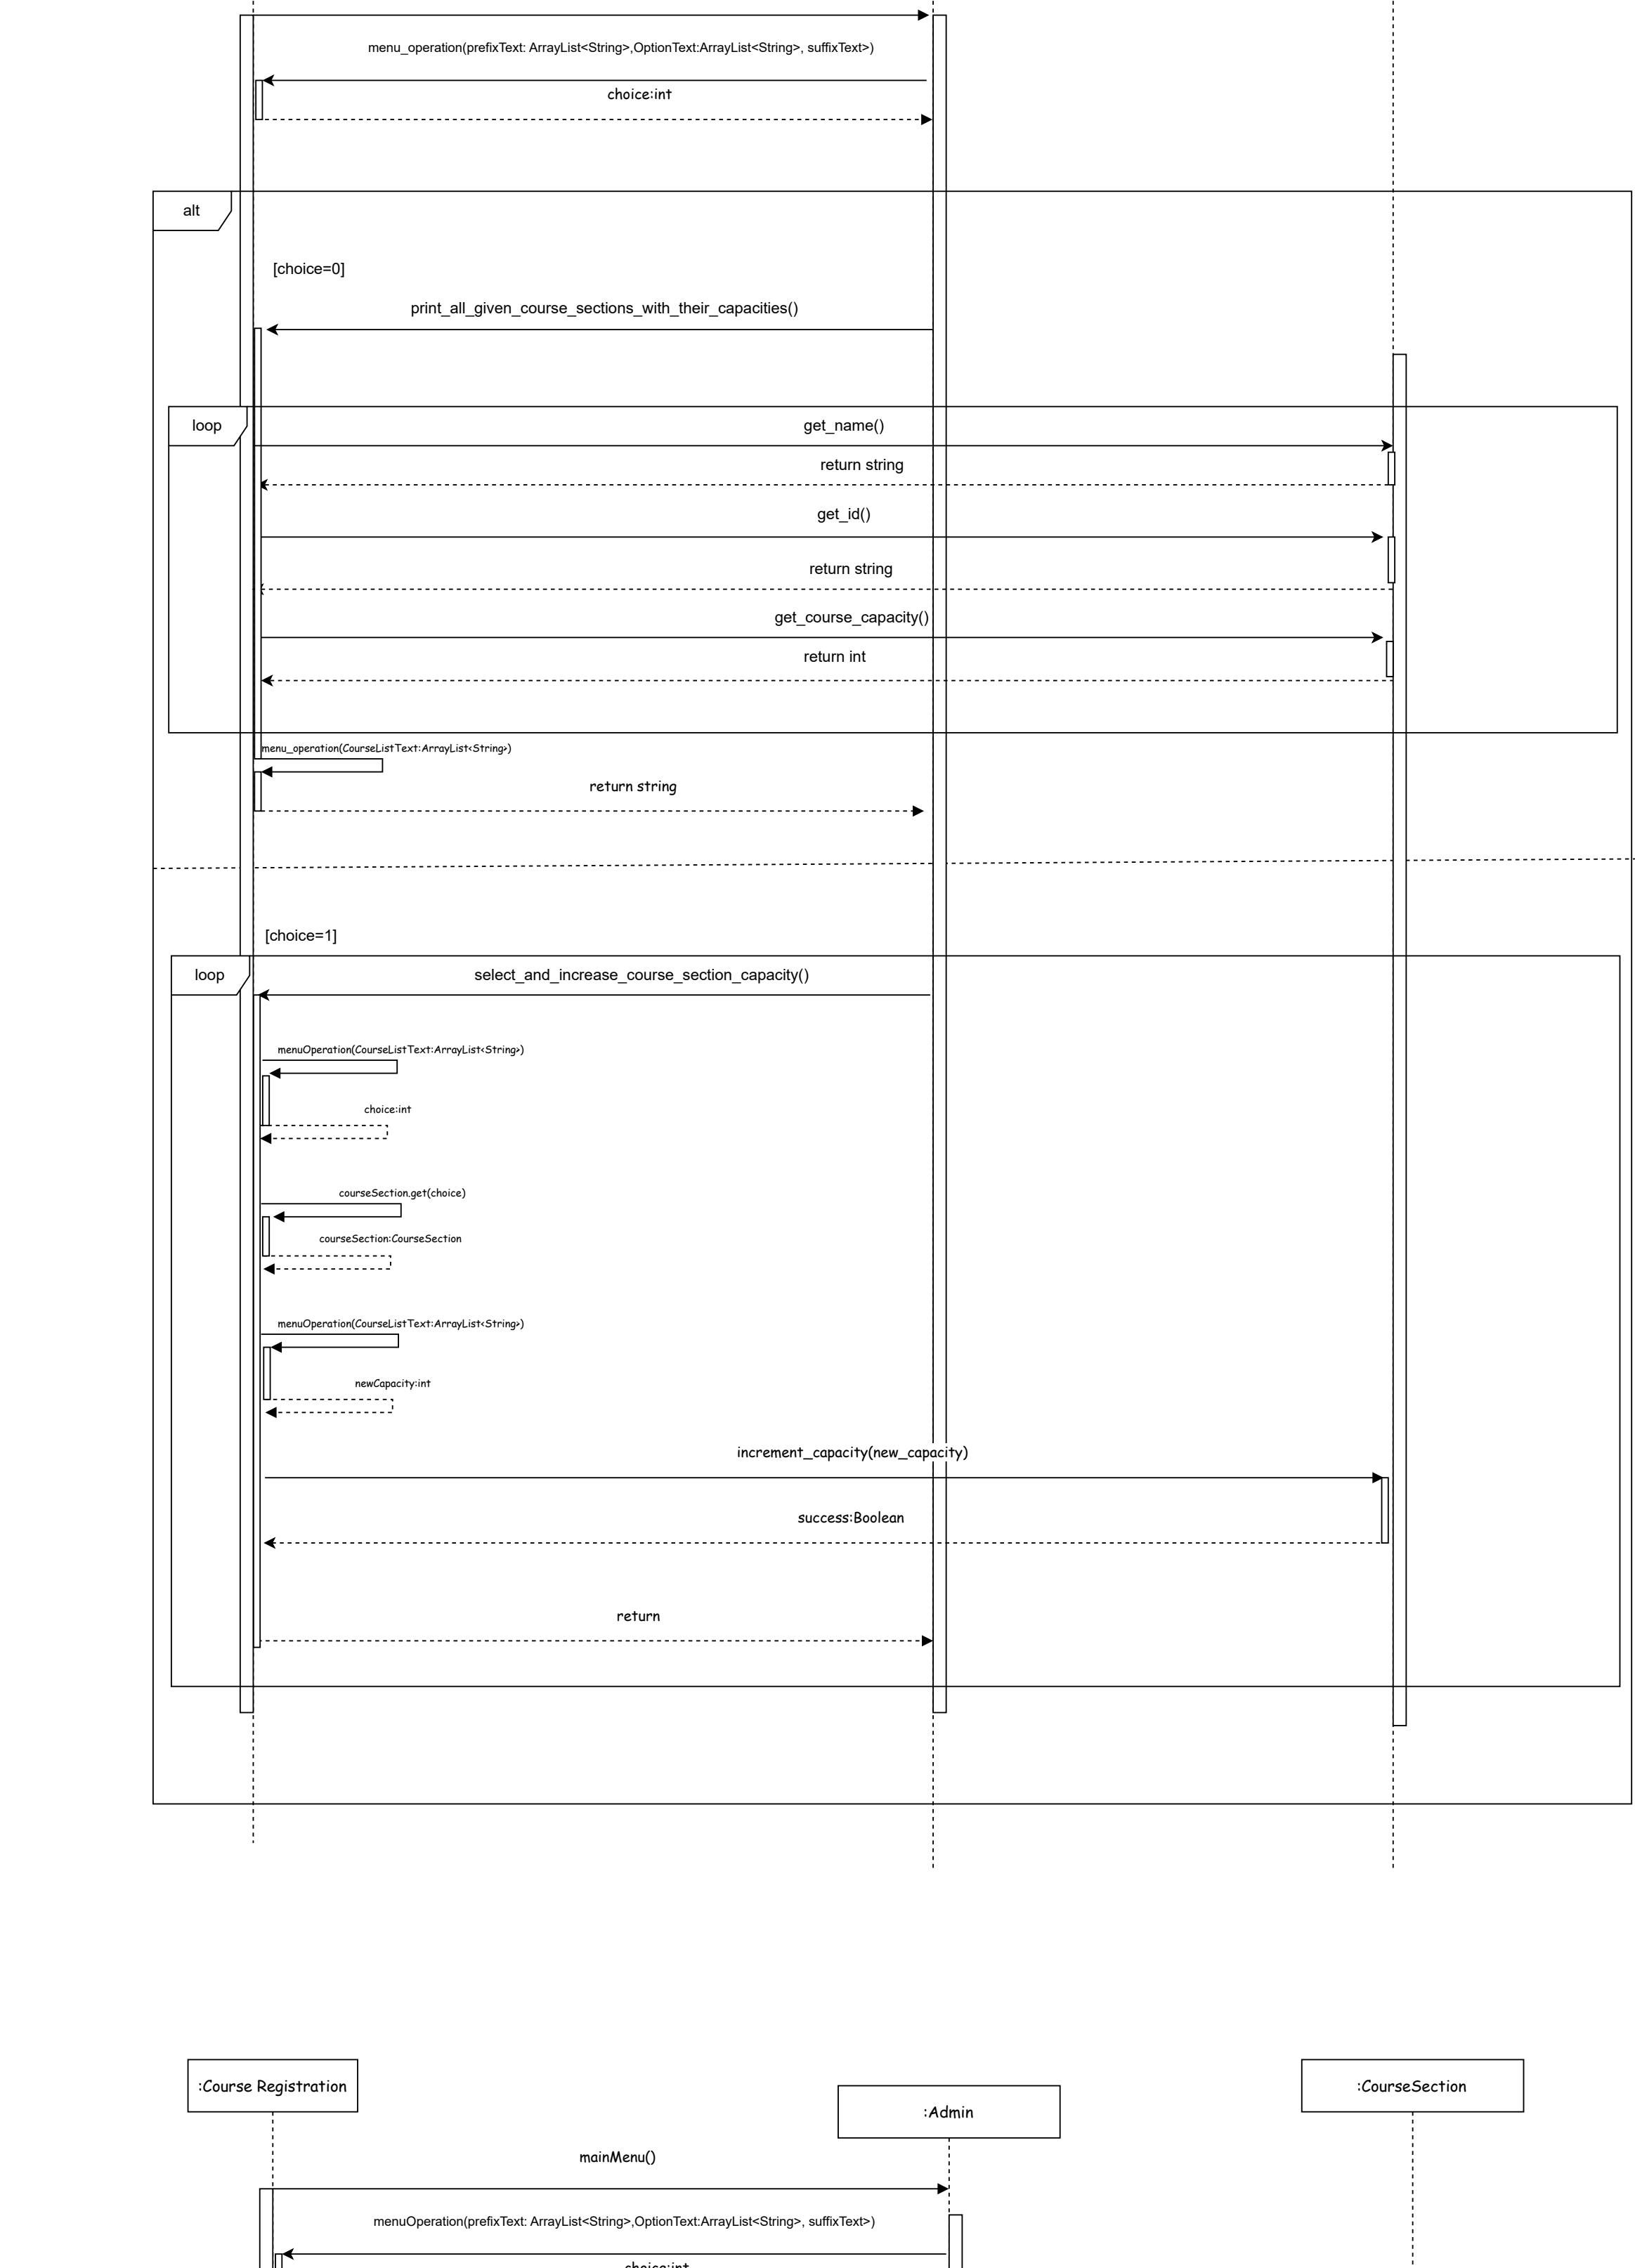 menu_operation(prefixText: ArrayList<String>,OptionText:ArrayList<String>, suffixText>)
choice:int
alt
[choice=0]
print_all_given_course_sections_with_their_capacities()
loop
get_name()
return string
get_id()
return string
get_course_capacity()
return int
menu_operation(CourseListText:ArrayList<String>)
return string
[choice=1]
loop
select_and_increase_course_section_capacity()
menuOperation(CourseListText:ArrayList<String>)
choice:int
courseSection.get(choice)
courseSection:CourseSection
menuOperation(CourseListText:ArrayList<String>)
newCapacity:int
increment_capacity(new_capacity)
success:Boolean
return
:Course Registration
:Admin
:CourseSection
mainMenu()
menuOperation(prefixText: ArrayList<String>,OptionText:ArrayList<String>, suffixText>)
choice:int